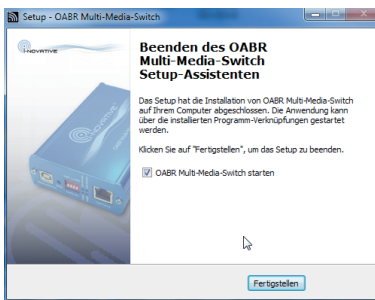 Setup - OABR Multi-Media-Switch
INOVATIVE
Beenden des OABR
Multi-Media-Switch
Setup-Assistenten
Das Setup hat die Installation von OABR Multi-Media-Switch
auf Ihrem Computer abgeschlossen. Die Anwendung kann
über die installierten Programm-Verknüpfungen gestartet
werden.
Klicken Sie auf "Fertigstellen", um das Setup zu beenden.
OABR Multi-Media-Switch starten
Fertigstellen